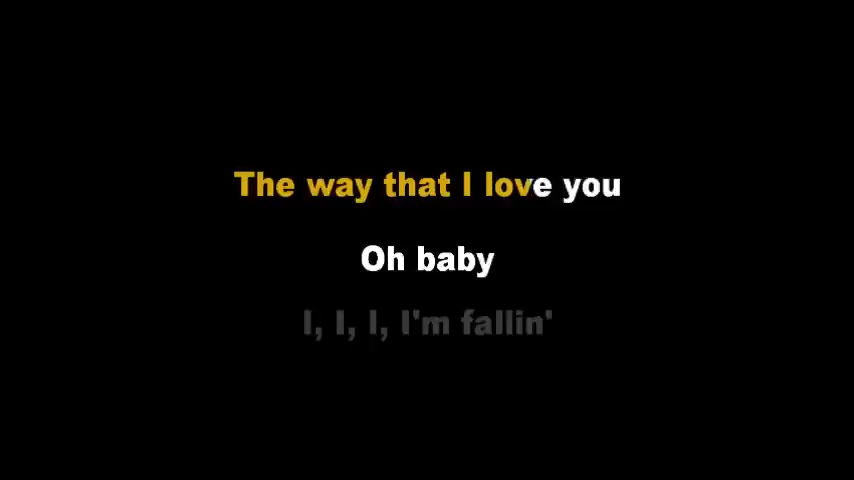 The way that I love you
Oh baby
I, I, I, I'm fallin'